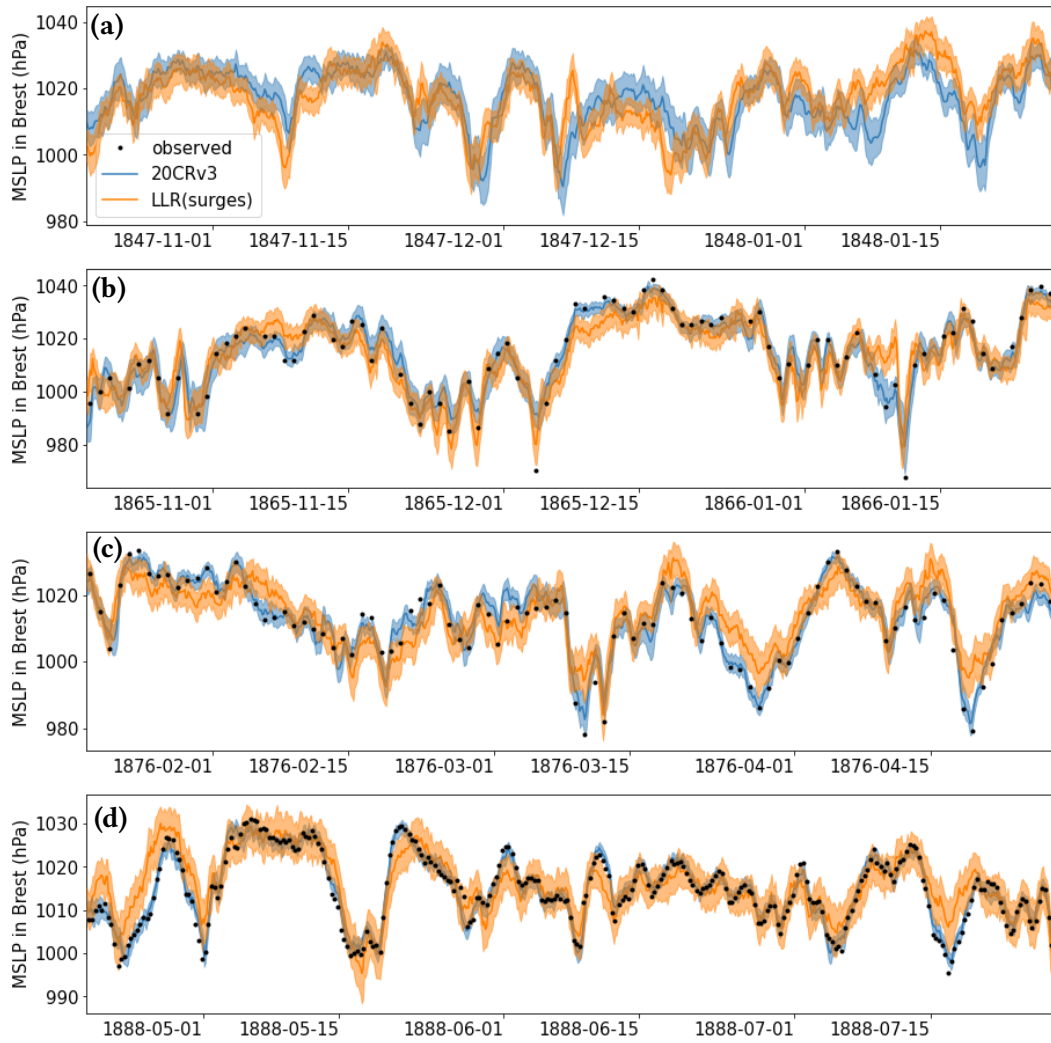 (a)
MSLP in Brest (hPa)
1040
1020
1000
980
observed
20CRv3
LLR(surges)
1847-11-01 1847-11-15 1847-12-01 1847-12-15 1848-01-01 1848-01-15
(b)
MSLP in Brest (hPa)
1040
1020
1000
980
1865-11-01 1865-11-15 1865-12-01 1865-12-15 1866-01-01 1866-01-15
(c)
MSLP in Brest (hPa)
1020
1000
980
1876-02-01 1876-02-15 1876-03-01 1876-03-15 1876-04-01 1876-04-15
(d)
MSLP in Brest (hPa)
1030
1020
1010
1000
990
1888-05-01 1888-05-15 1888-06-01 1888-06-15 1888-07-01 1888-07-15